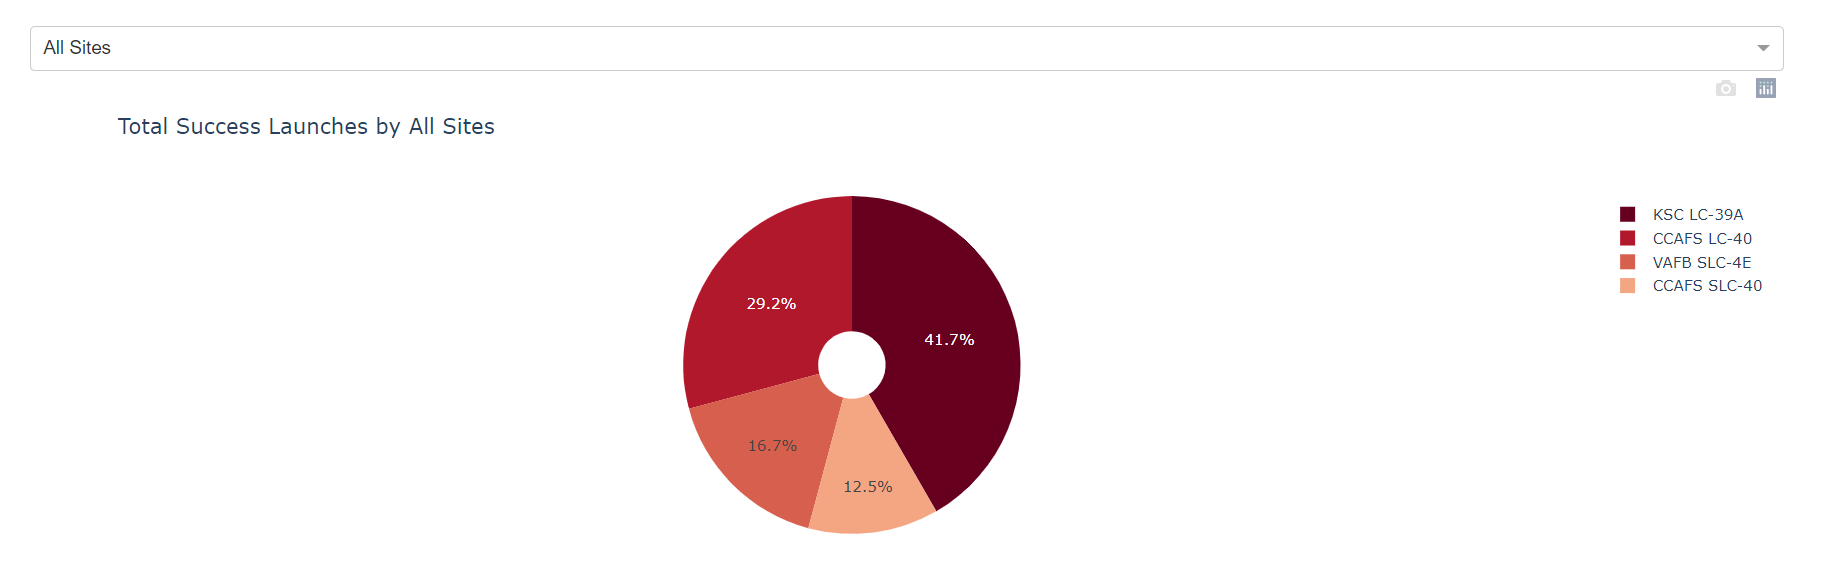 All Sites
Total Success Launches by All Sites
KSC LC-39A
CCAFS LC-40
VAFB SLC-4E
CCAFS SLC-40
29.2%
41.7%
16.7%
12.5%